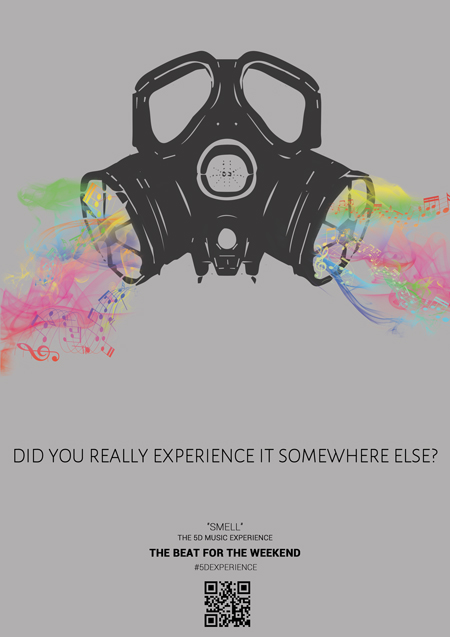 DID YOU REALLY EXPERIENCE IT SOMEWHERE ELSE?
"SMELL"
THE 5D MUSIC EXPERIENCE
THE BEAT FOR THE WEEKEND
#5DEXPERIENCE